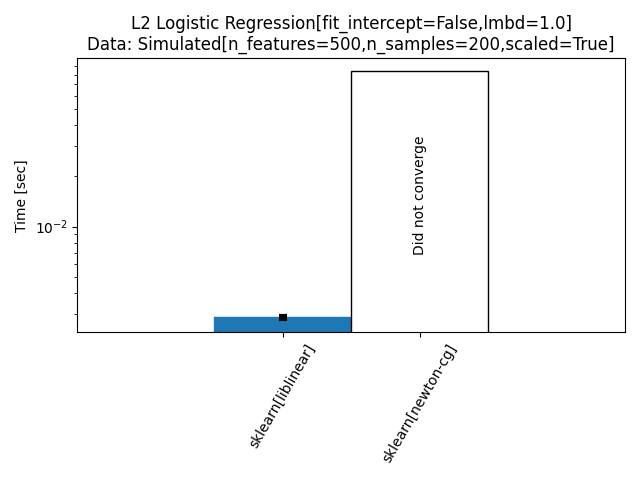 L2 Logistic Regression[fit_intercept=False,lmbd=1.0]
Data: Simulated[n_features=500,n_samples=200,scaled=True]
Time [sec]
10⁻²
Did not converge
sklearn[liblinear]
sklearn[newton-cg]